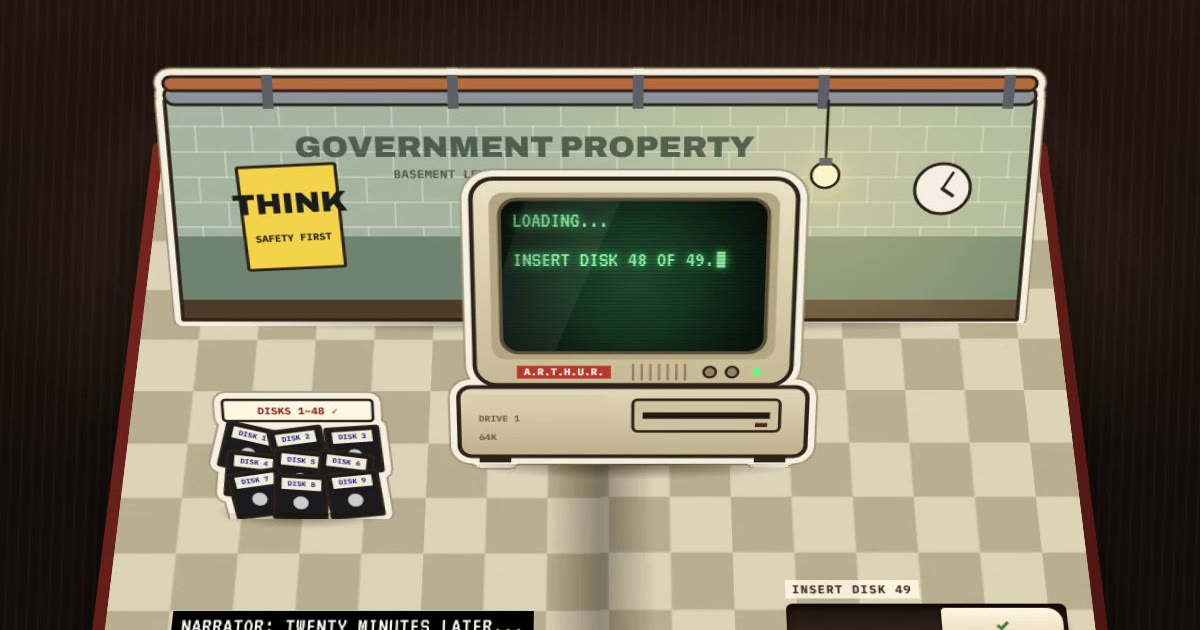 GOVERNMENT PROPERTY
BASEMENT
THINK
SAFETY FIRST
LOADING...
INSERT DISK 48 OF 49.
A.R.T.H.U.R.
DRIVE 1
64K
DISKS 1-48 ✓
DISK 1
DISK 2
DISK 3
DISK 4
DISK 5
DISK 6
DISK 7
DISK 8
DISK 9
INSERT DISK 49
NARRATOR: TWENTY MINUTES LATER...